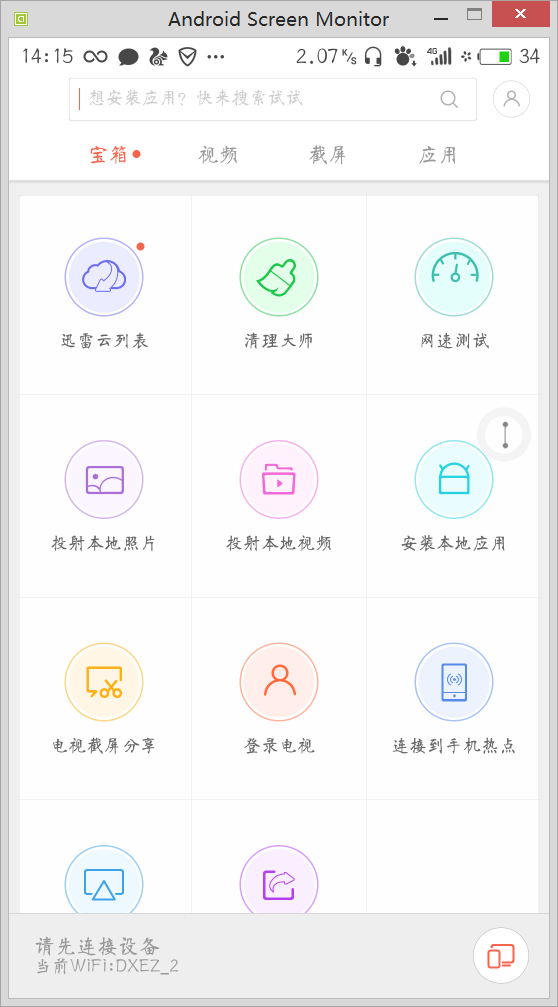 Android Screen Monitor
14:15 2.07 K/s 4G 34
想安装应用? 快来搜索试试
宝箱 视频 截屏 应用
迅雷云列表 清理大师 网速测试
投射本地照片 投射本地视频 安装本地应用
电视截屏分享 登录电视 连接到手机热点
请先连接设备
当前WiFi:DXEZ_2